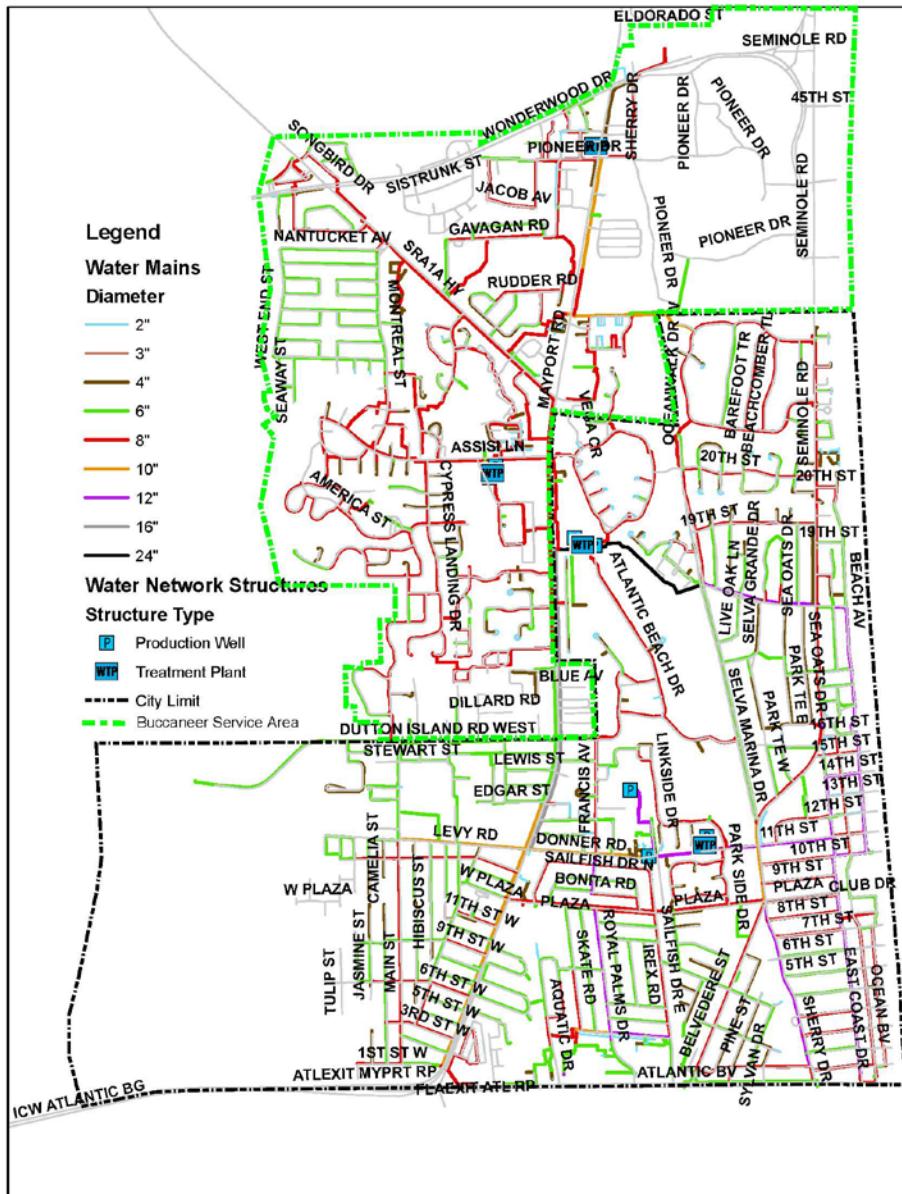 ELDORADO ST
SEMINOLE RD
WONDERWOOD DR
SHERRY DR
PIONEER DR
PIONEER DR
45TH ST
SONGBIRD DR
PIONEER DR
SISTRUNK ST
JACOB AV
SEMINOLE RD
Legend
NANTUCKET AV
GAVAGAN RD
PIONEER DR
PIONEER DR
Water Mains
SRA1A HY
Diameter
RUDDER RD
2"
3"
4"
6"
8"
10"
12"
16"
24"
WEST END ST
MONTREAL ST
SEAWAY ST
MAYPORT RD
OCEANWALK DR
BAREFOOT TR
BEACHCOMBER TL
SEMINOLE RD
ASSISI LN
WTP
20TH ST
20TH ST
AMERICA ST
CYPRESS LANDING DR
19TH ST
19TH ST
WTP
LIVE OAK LN
SELVA GRANDE DR
SEA OATS DR
BEACH AV
Water Network Structures
Structure Type
P Production Well
WTP Treatment Plant
City Limit
Buccaneer Service Area
ATLANTIC BEACH DR
SEA OATS DR
BLUE AV
DILLARD RD
SELVA MARINA DR
PARK TE E
PARK TE W
DUTTON ISLAND RD WEST
STEWART ST
LEWIS ST
EDGAR ST
FRANCIS AV
LINKSIDE DR
16TH ST
15TH ST
14TH ST
13TH ST
12TH ST
P
LEVY RD
DONNER RD
SAILFISH DR N
P
WTP
PARK SIDE DR
11TH ST
10TH ST
9TH ST
CAMELIA ST
W PLAZA
HIBISCUS ST
W PLAZA
BONITA RD
PLAZA
PLAZA
PLAZA
CLUB DR
8TH ST
7TH ST
11TH ST W
9TH ST W
6TH ST
5TH ST
TULIP ST
JASMINE ST
MAIN ST
SKATE RD
ROYAL PALMS DR
IREX RD
SAILFISH DR E
6TH ST W
5TH ST W
3RD ST W
AQUATIC DR
BELVEDERE ST
PINE ST
SYLVAN DR
SHERRY DR
EAST COAST DR
OCEAN BV
1ST ST W
ATLEXIT MYPRT RP
ATLANTIC BV
FLAEXIT ATL RP
ICW ATLANTIC BG